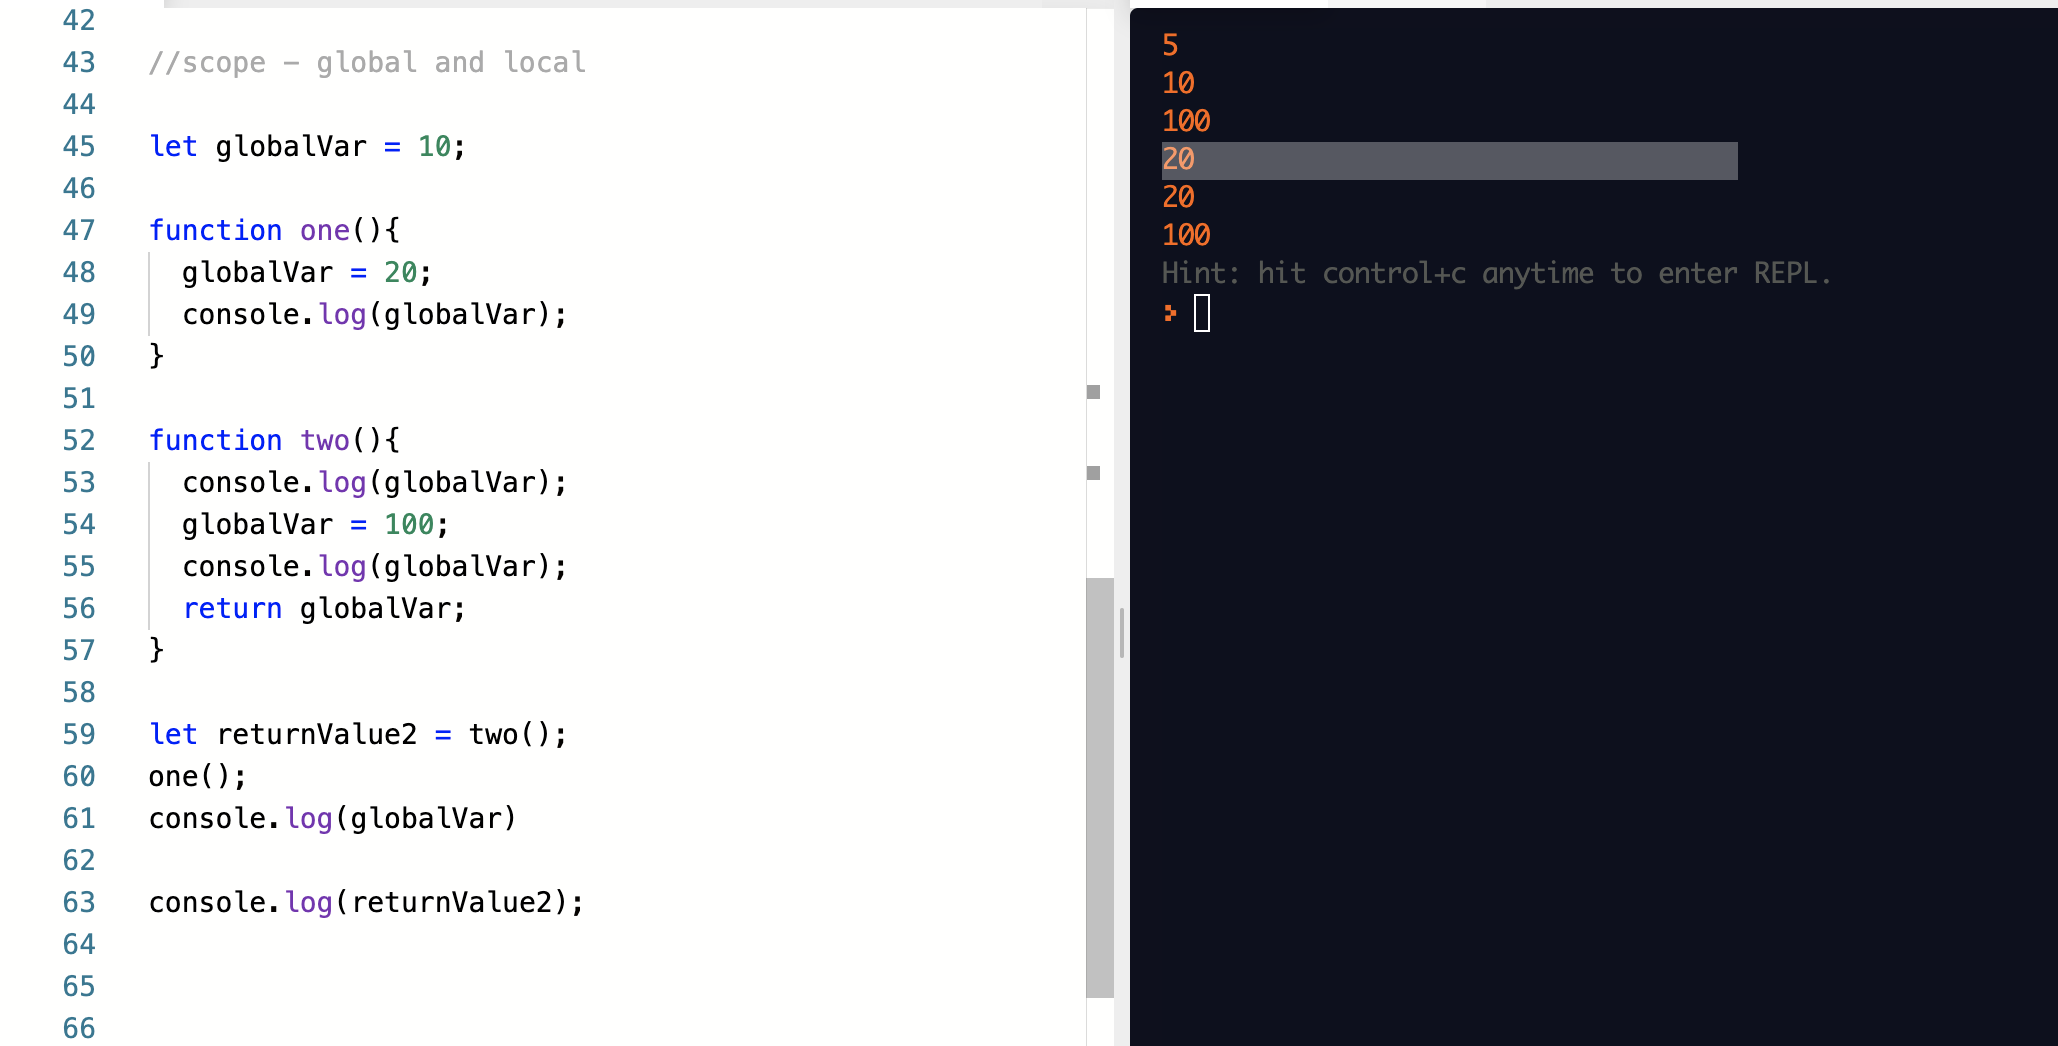 42
43 //scope – global and local
44
45 let globalVar = 10;
46
47 function one(){
48   globalVar = 20;
49   console.log(globalVar);
50 }
51
52 function two(){
53   console.log(globalVar);
54   globalVar = 100;
55   console.log(globalVar);
56   return globalVar;
57 }
58
59 let returnValue2 = two();
60 one();
61 console.log(globalVar)
62
63 console.log(returnValue2);
64
65
66
5
10
100
20
20
100
Hint: hit control+c anytime to enter REPL.